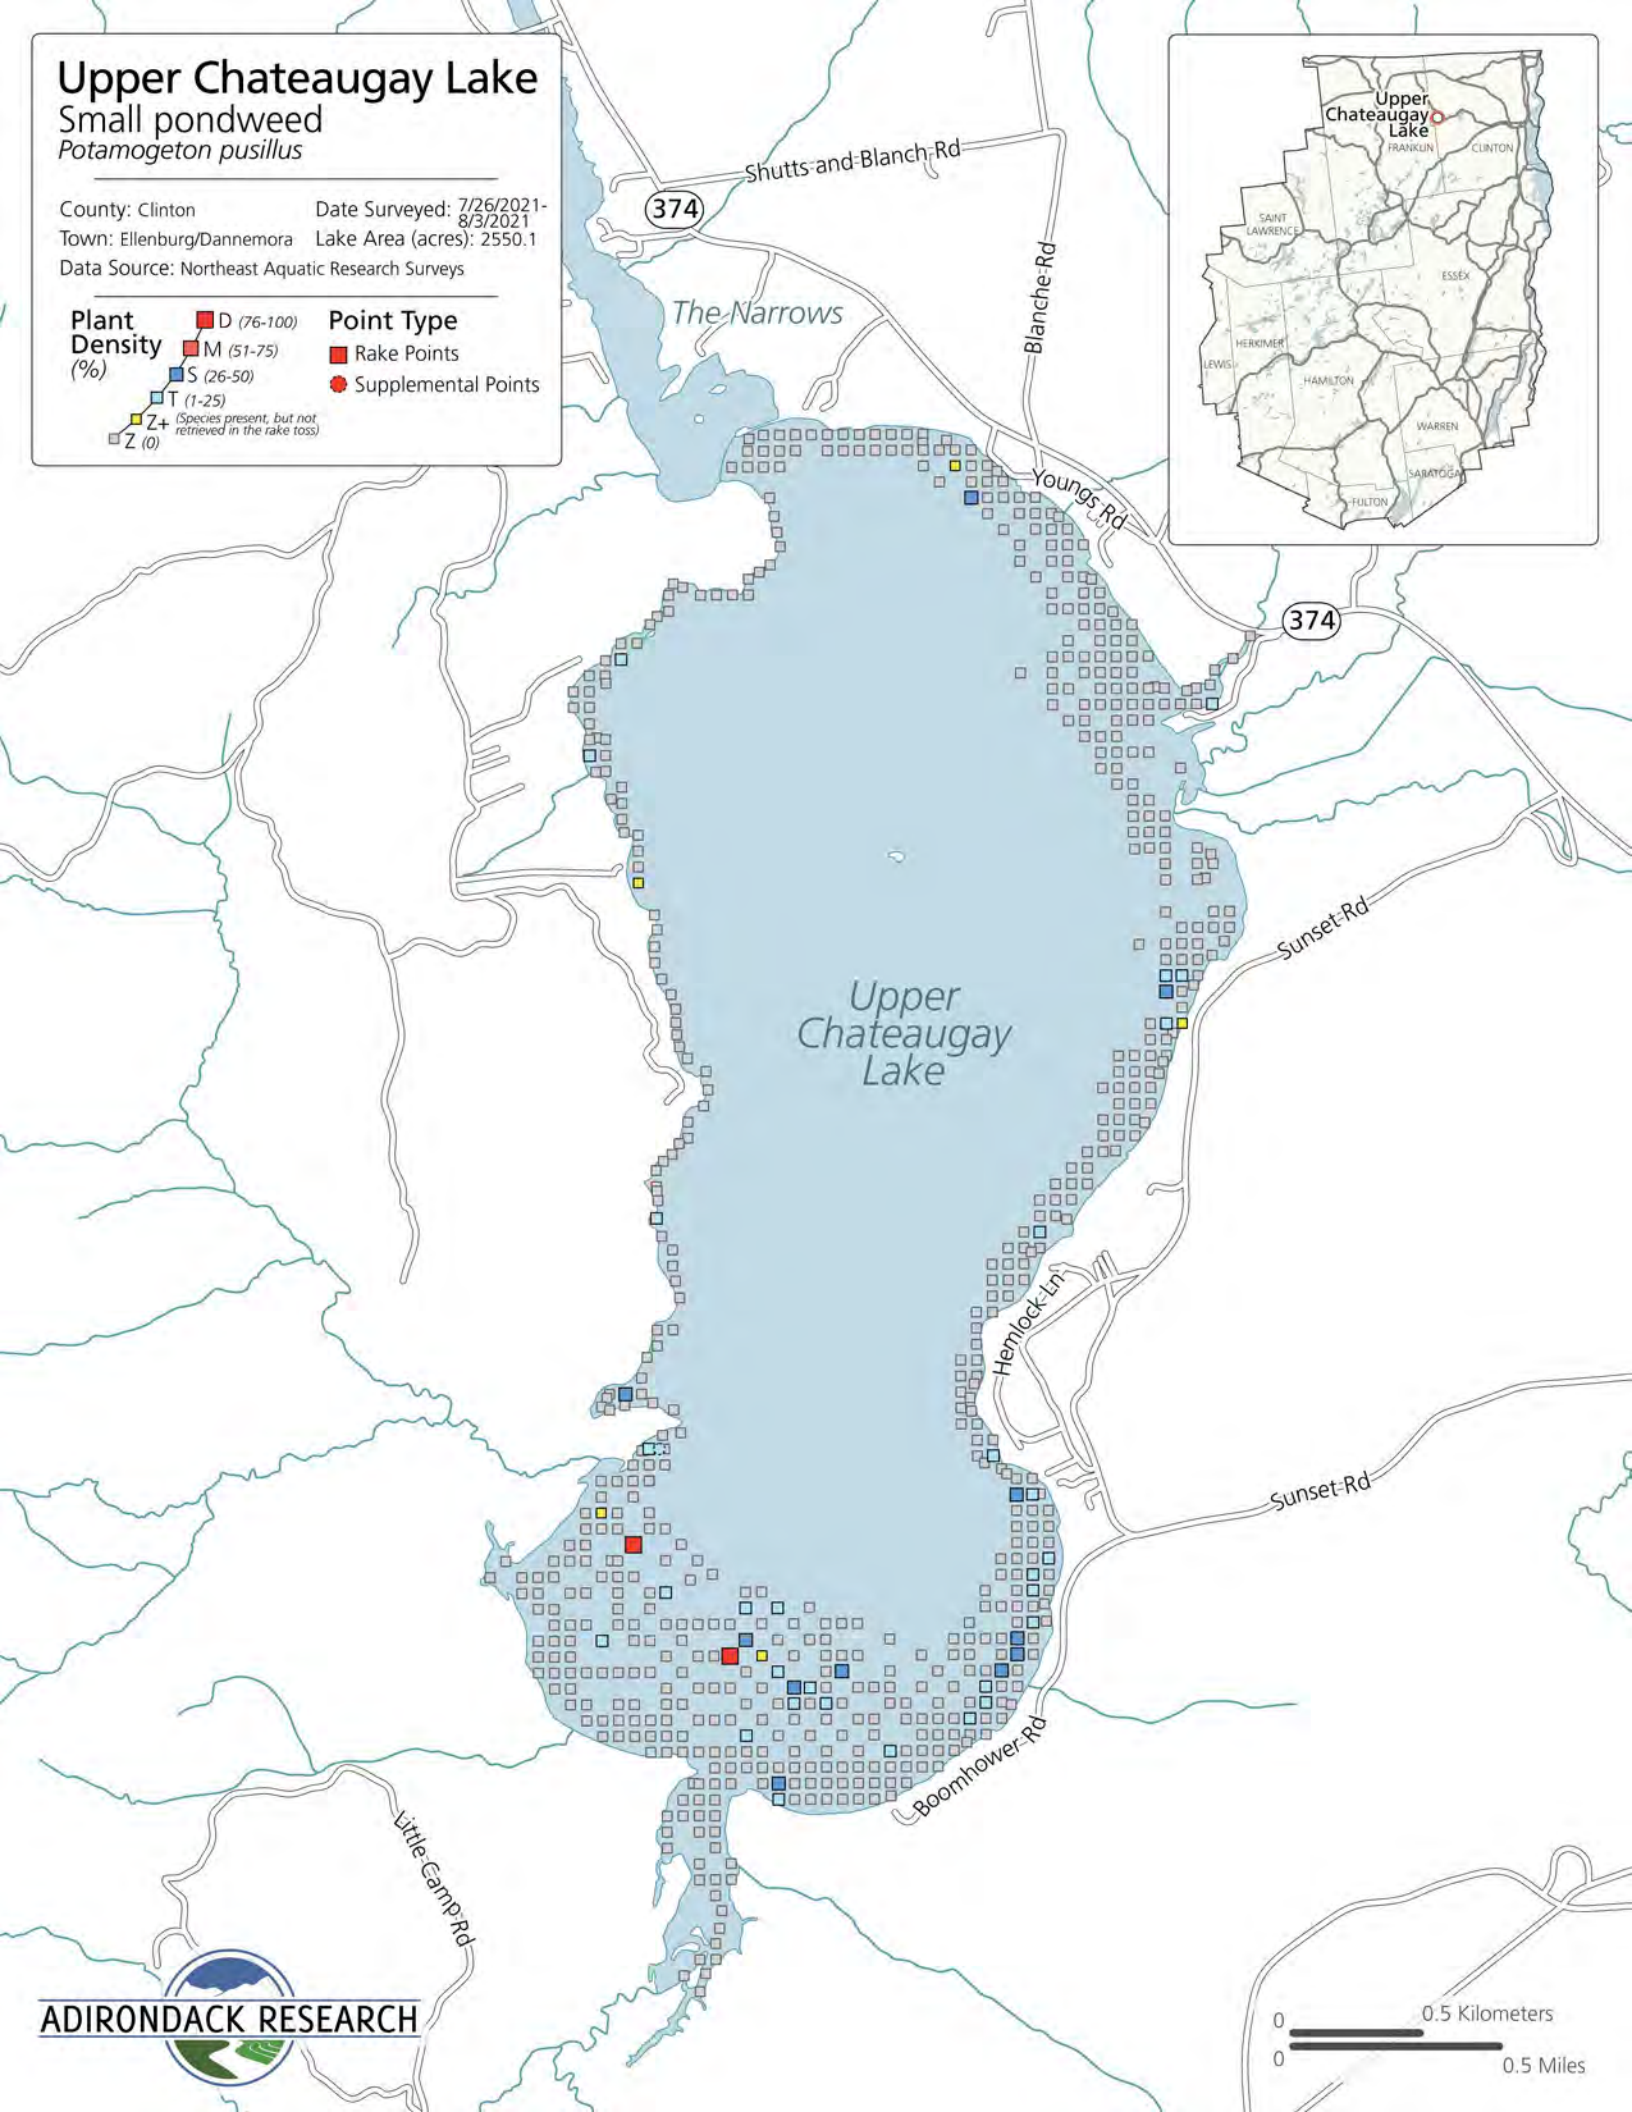 Upper Chateaugay Lake
Small pondweed
Potamogeton pusillus
County: Clinton
Date Surveyed: 7/26/2021-
8/3/2021
Town: Ellenburg/Dannemora
Lake Area (acres): 2550.1
Data Source: Northeast Aquatic Research Surveys
Plant
Density
(%)
D (76-100)
M (51-75)
S (26-50)
T (1-25)
Z+ (Species present, but not
retrieved in the rake toss)
Z (0)
Point Type
Rake Points
Supplemental Points
Upper
Chateaugay
Lake
FRANKLIN
CLINTON
SAINT
LAWRENCE
ESSEX
HERKIMER
LEWIS
HAMILTON
WARREN
SARATOGA
FULTON
Shutts-and-Blanch-Rd
374
Blanche-Rd
The Narrows
Youngs Rd
374
Sunset-Rd
Upper
Chateaugay
Lake
Hemlock-Ln
Sunset-Rd
Boomhower-Rd
Little-Camp-Rd
ADIRONDACK RESEARCH
0
0.5 Kilometers
0
0.5 Miles